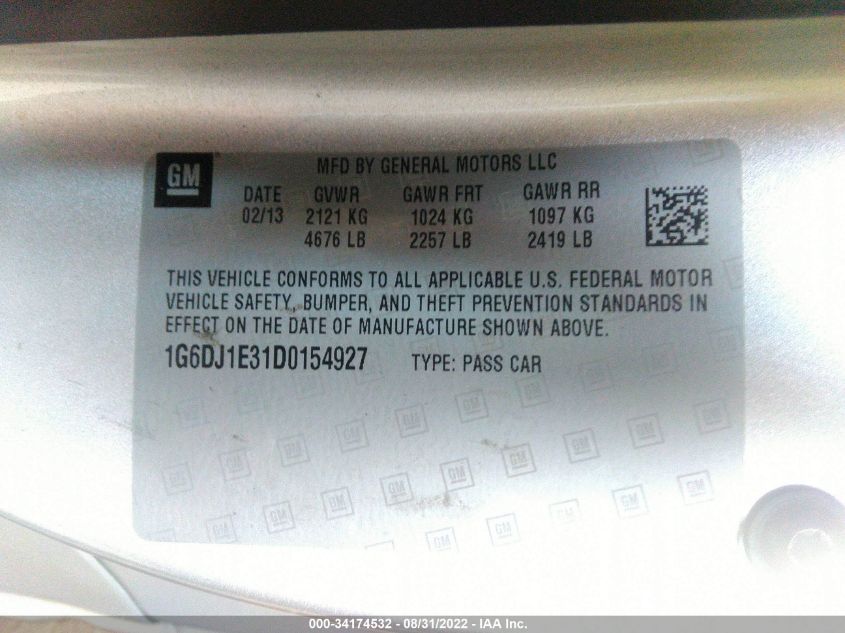 GM
MFD BY GENERAL MOTORS LLC
DATE GVWR GAWR FRT GAWR RR
02/13 2121 KG 1024 KG 1097 KG
4676 LB 2257 LB 2419 LB
THIS VEHICLE CONFORMS TO ALL APPLICABLE U.S. FEDERAL MOTOR
VEHICLE SAFETY, BUMPER, AND THEFT PREVENTION STANDARDS IN
EFFECT ON THE DATE OF MANUFACTURE SHOWN ABOVE.
1G6DJ1E31D0154927 TYPE: PASS CAR
000-34174532 - 08/31/2022 - IAA Inc.